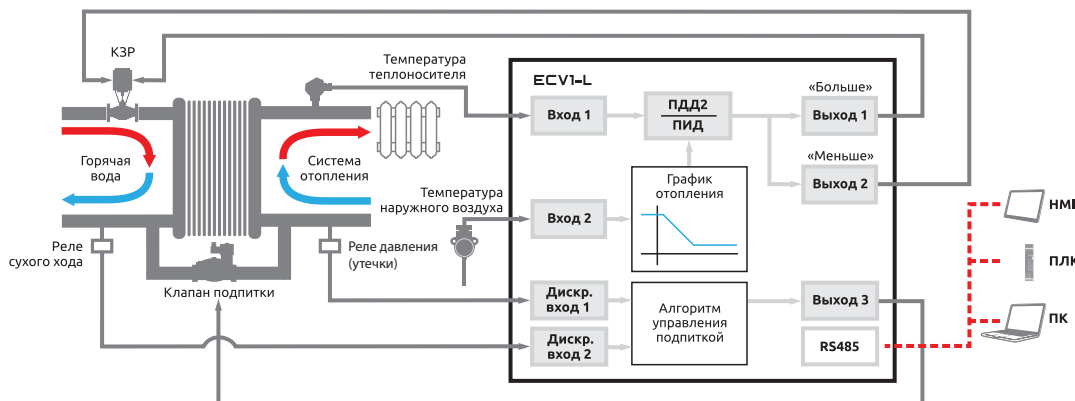 КЗР
Температура
теплоносителя
ECV1-L
«Больше»
Вход 1
ПДД2
ПИД
Выход 1
Горячая
вода
Система
отопления
«Меньше»
Выход 2
График
отопления
Температура
наружного воздуха
Вход 2
HMI
Реле
сухого хода
Реле давления
(утечки)
ПЛК
Клапан подпитки
Дискр.
вход 1
Алгоритм
управления
подпиткой
Выход 3
ПК
Дискр.
вход 2
RS485